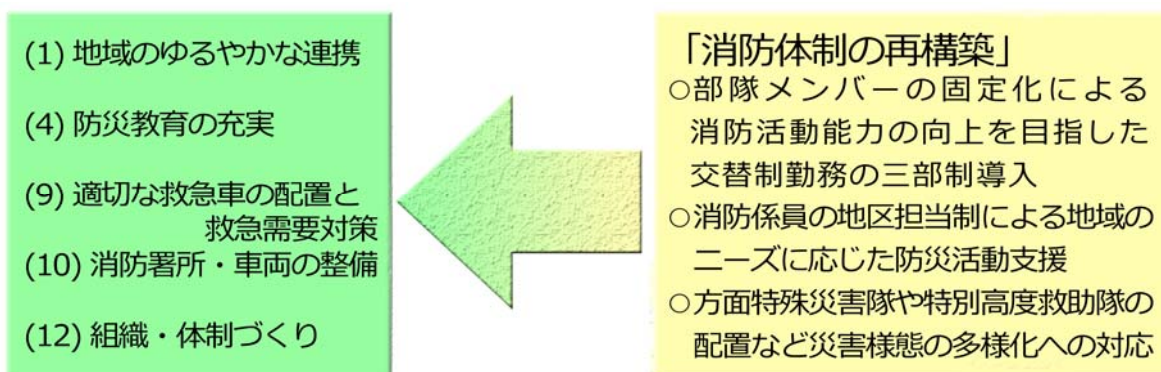 (1) 地域のゆるやかな連携
(4) 防災教育の充実
(9) 適切な救急車の配置と
救急需要対策
(10) 消防署所・車両の整備
(12) 組織・体制づくり
「消防体制の再構築」
○部隊メンバーの固定化による
消防活動能力の向上を目指した
交替制勤務の三部制導入
○消防係員の地区担当制による地域の
ニーズに応じた防災活動支援
○方面特殊災害隊や特別高度救助隊の
配置など災害様態の多様化への対応